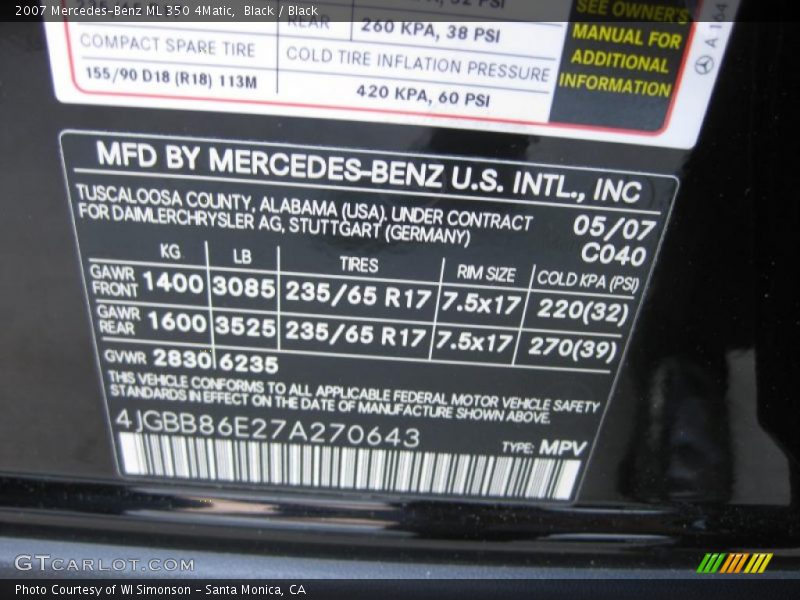 2007 Mercedes-Benz ML 350 4Matic, Black / Black
REAR 260 KPA, 38 PSI
COMPACT SPARE TIRE COLD TIRE INFLATION PRESSURE
155/90 D18 (R18) 113M 420 KPA, 60 PSI
SEE OWNER'S
MANUAL FOR
ADDITIONAL
INFORMATION
A 164
MFD BY MERCEDES-BENZ U.S. INTL., INC
TUSCALOOSA COUNTY, ALABAMA (USA). UNDER CONTRACT
FOR DAIMLERCHRYSLER AG, STUTTGART (GERMANY)
05/07
C040
KG LB TIRES RIM SIZE COLD KPA (PSI)
GAWR FRONT 1400 3085 235/65 R17 7.5x17 220(32)
GAWR REAR 1600 3525 235/65 R17 7.5x17 270(39)
GVWR 2830 6235
THIS VEHICLE CONFORMS TO ALL APPLICABLE FEDERAL MOTOR VEHICLE SAFETY
STANDARDS IN EFFECT ON THE DATE OF MANUFACTURE SHOWN ABOVE.
4JGBB86E27A270643
TYPE: MPV
GTCARLOT.COM
Photo Courtesy of WI Simonson - Santa Monica, CA